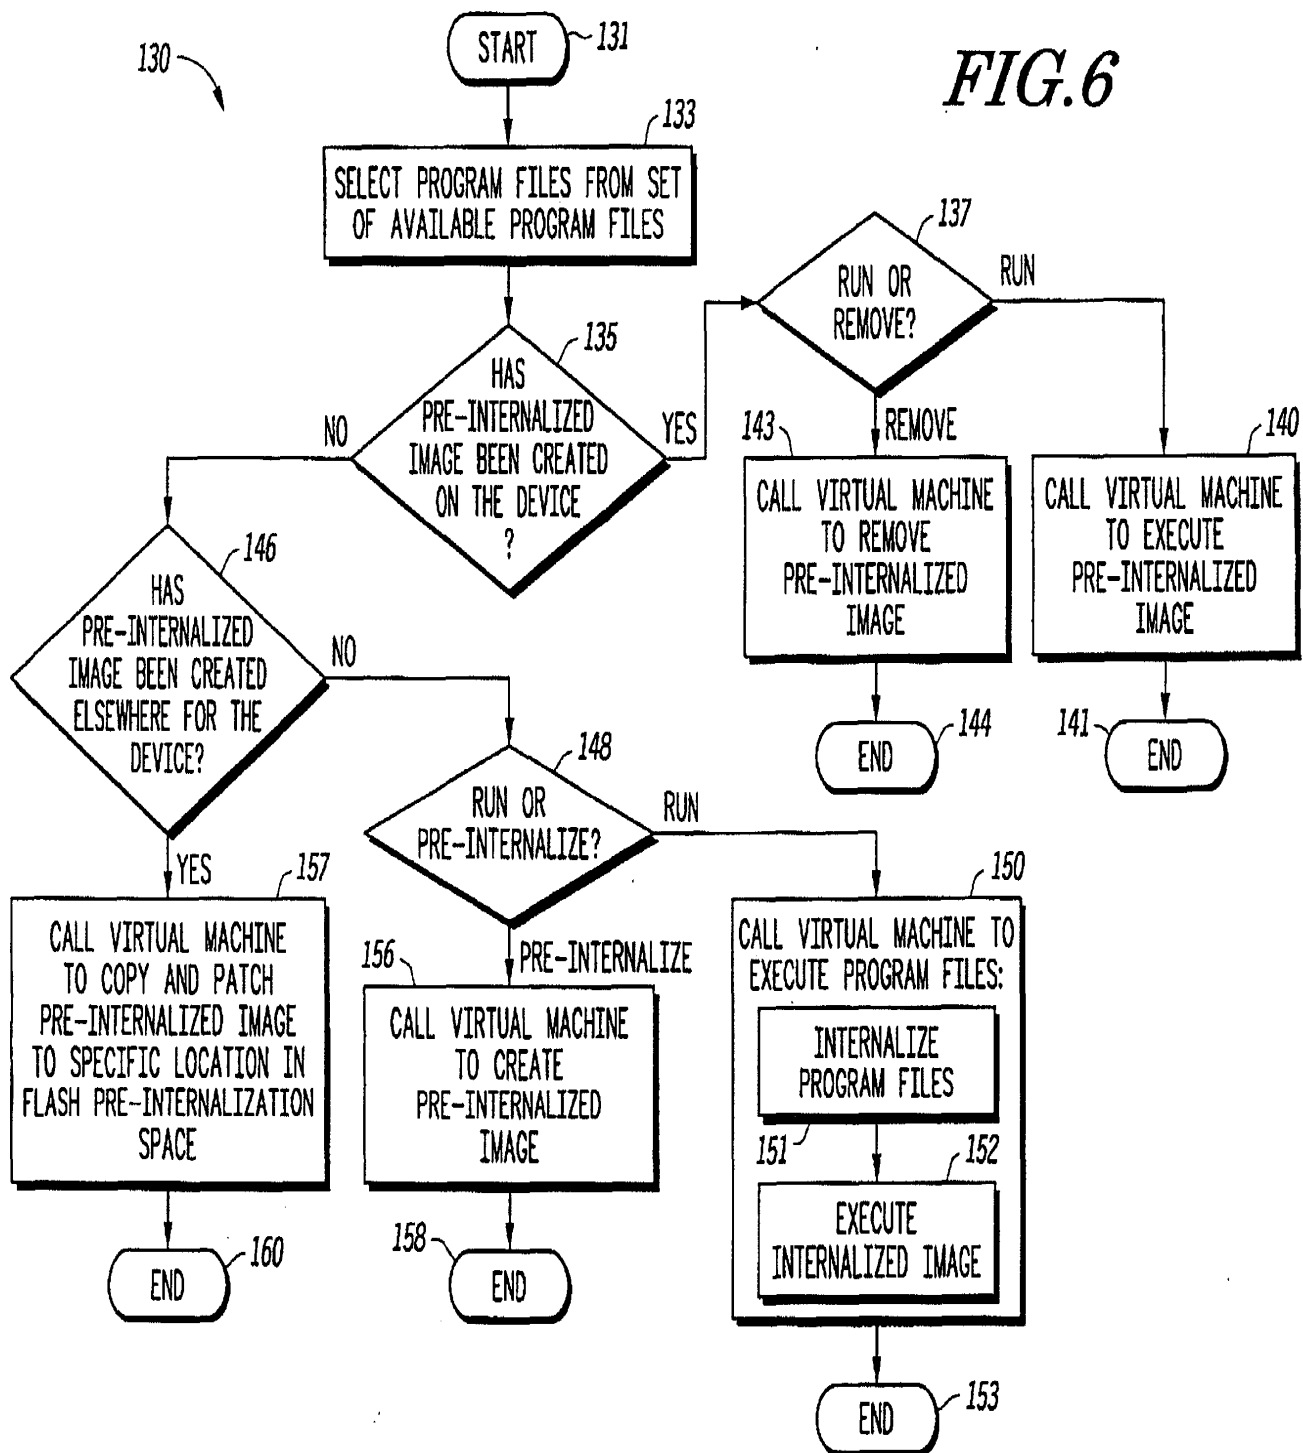 START
131
130
FIG.6
133
SELECT PROGRAM FILES FROM SET
OF AVAILABLE PROGRAM FILES
137
RUN OR
REMOVE?
RUN
135
HAS
PRE-INTERNALIZED
IMAGE BEEN CREATED
ON THE DEVICE
?
NO
YES
REMOVE
143
CALL VIRTUAL MACHINE
TO REMOVE
PRE-INTERNALIZED
IMAGE
140
CALL VIRTUAL MACHINE
TO EXECUTE
PRE-INTERNALIZED
IMAGE
END
144
141
END
146
HAS
PRE-INTERNALIZED
IMAGE BEEN CREATED
ELSEWHERE FOR THE
DEVICE?
NO
YES
148
RUN OR
PRE-INTERNALIZE?
RUN
PRE-INTERNALIZE
157
CALL VIRTUAL MACHINE
TO COPY AND PATCH
PRE-INTERNALIZED IMAGE
TO SPECIFIC LOCATION IN
FLASH PRE-INTERNALIZATION
SPACE
156
CALL VIRTUAL MACHINE
TO CREATE
PRE-INTERNALIZED
IMAGE
150
CALL VIRTUAL MACHINE TO
EXECUTE PROGRAM FILES:
INTERNALIZE
PROGRAM FILES
151
152
EXECUTE
INTERNALIZED IMAGE
END
160
158
END
END
153